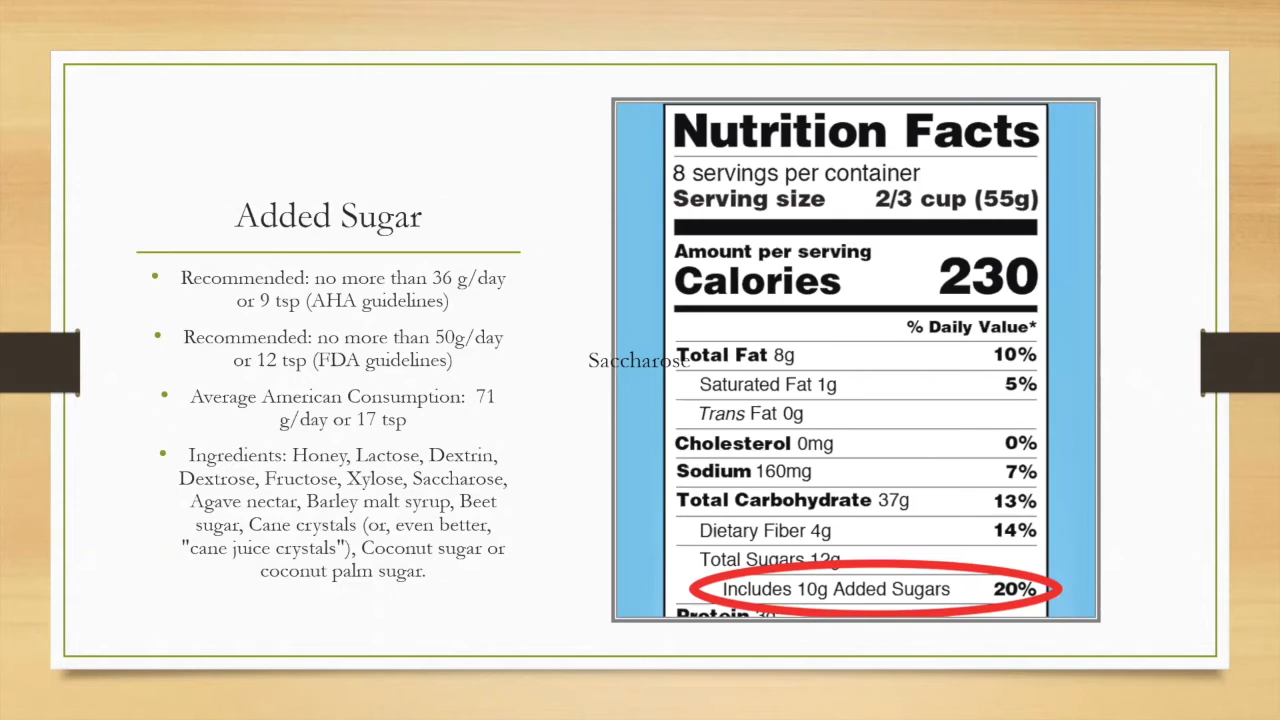 Added Sugar
• Recommended: no more than 36 g/day
or 9 tsp (AHA guidelines)
• Recommended: no more than 50g/day
or 12 tsp (FDA guidelines)
• Average American Consumption:  71
g/day or 17 tsp
• Ingredients: Honey, Lactose, Dextrin,
Dextrose, Fructose, Xylose, Saccharose,
Agave nectar, Barley malt syrup, Beet
sugar, Cane crystals (or, even better,
"cane juice crystals"), Coconut sugar or
coconut palm sugar.
Saccharose
Nutrition Facts
8 servings per container
Serving size 2/3 cup (55g)
Amount per serving
Calories 230
% Daily Value*
Total Fat 8g 10%
Saturated Fat 1g 5%
Trans Fat 0g
Cholesterol 0mg 0%
Sodium 160mg 7%
Total Carbohydrate 37g 13%
Dietary Fiber 4g 14%
Total Sugars 12g
Includes 10g Added Sugars 20%
Protein 3g